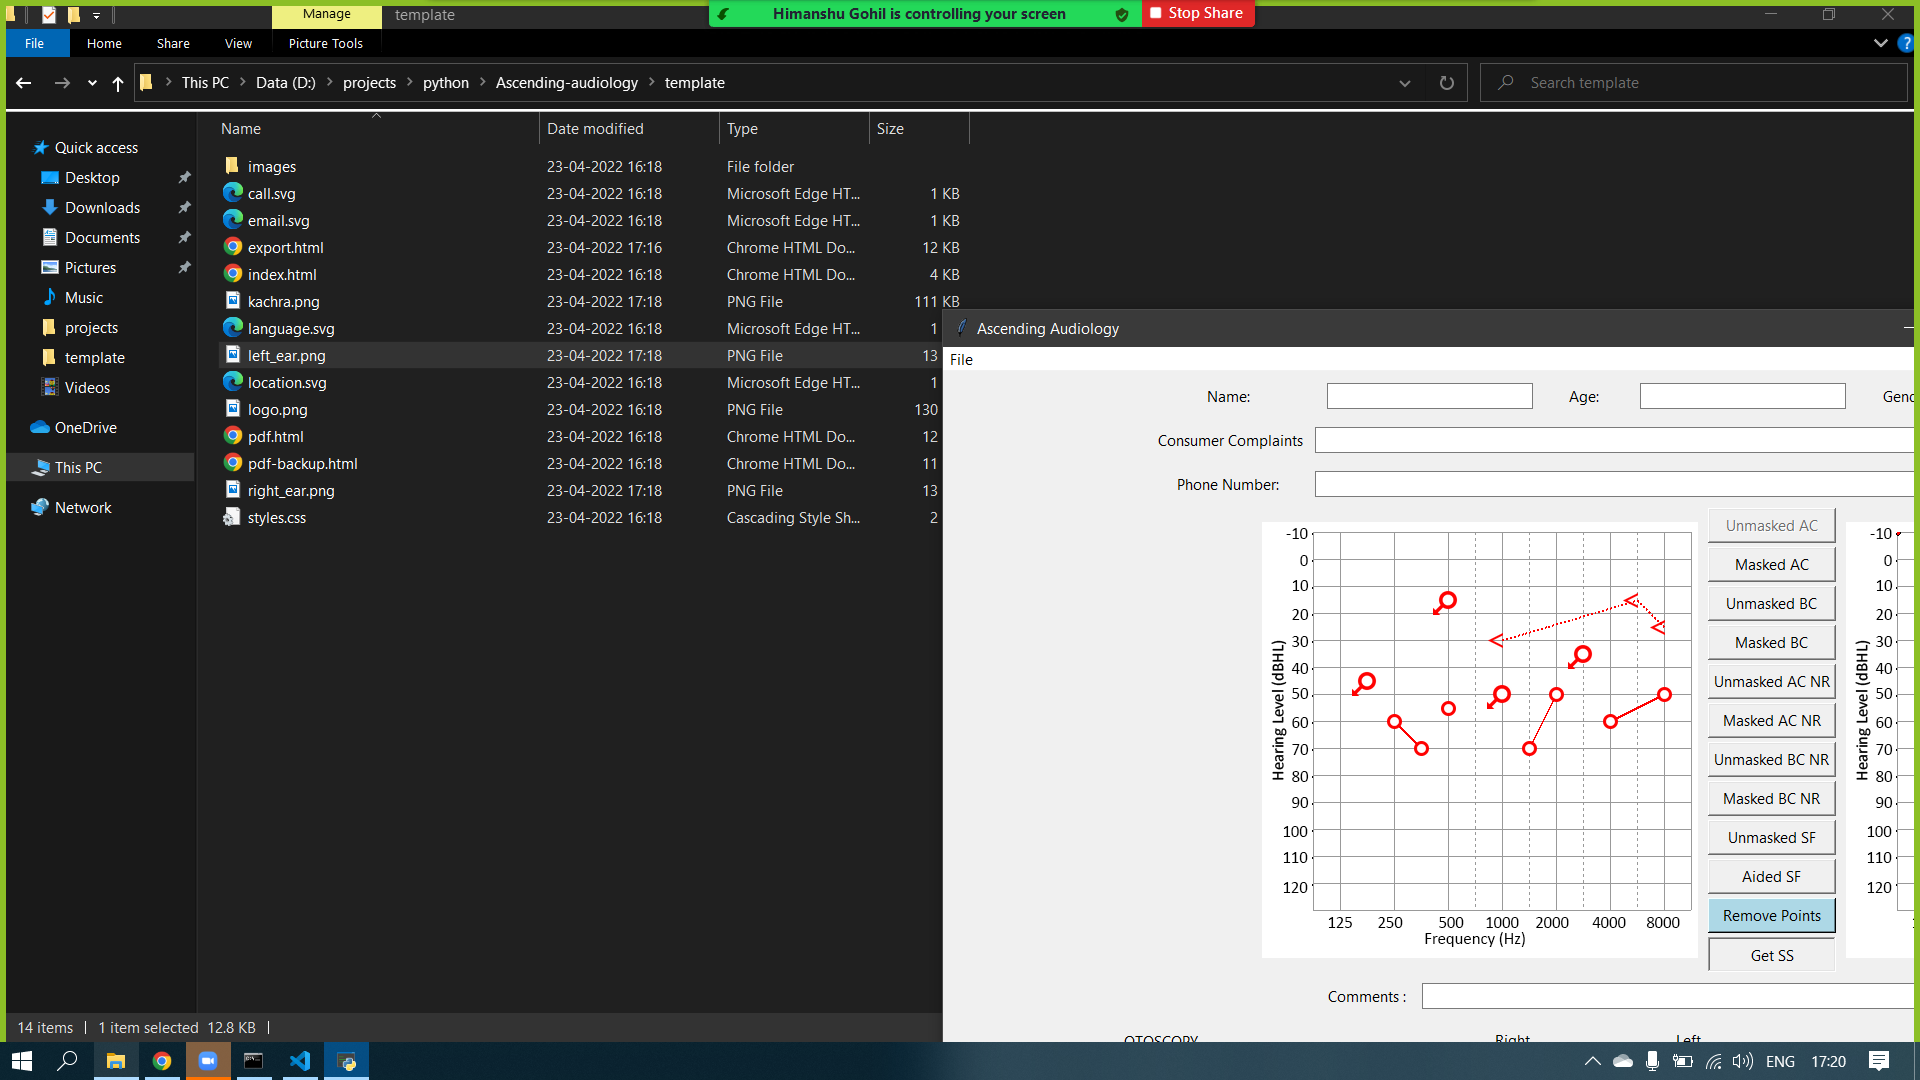 Manage
template
Himanshu Gohil is controlling your screen
Stop Share
File
Home
Share
View
Picture Tools
This PC
Data (D:)
projects
python
Ascending-audiology
template
Search template
Name
Date modified
Type
Size
Quick access
Desktop
Downloads
Documents
Pictures
Music
projects
template
Videos
OneDrive
This PC
Network
images 23-04-2022 16:18 File folder
call.svg 23-04-2022 16:18 Microsoft Edge HT... 1 KB
email.svg 23-04-2022 16:18 Microsoft Edge HT... 1 KB
export.html 23-04-2022 17:16 Chrome HTML Do... 12 KB
index.html 23-04-2022 16:18 Chrome HTML Do... 4 KB
kachra.png 23-04-2022 17:18 PNG File 111 KB
language.svg 23-04-2022 16:18 Microsoft Edge HT... 1
left_ear.png 23-04-2022 17:18 PNG File 13
location.svg 23-04-2022 16:18 Microsoft Edge HT... 1
logo.png 23-04-2022 16:18 PNG File 130
pdf.html 23-04-2022 16:18 Chrome HTML Do... 12
pdf-backup.html 23-04-2022 16:18 Chrome HTML Do... 11
right_ear.png 23-04-2022 17:18 PNG File 13
styles.css 23-04-2022 16:18 Cascading Style Sh... 2
Ascending Audiology
File
Name:
Age:
Gend
Consumer Complaints
Phone Number:
Hearing Level (dBHL)
-10
0
10
20
30
40
50
60
70
80
90
100
110
120
125 250 500 1000 2000 4000 8000
Frequency (Hz)
Unmasked AC
Masked AC
Unmasked BC
Masked BC
Unmasked AC NR
Masked AC NR
Unmasked BC NR
Masked BC NR
Unmasked SF
Aided SF
Remove Points
Get SS
Hearing Level (dBHL)
-10
0
10
20
30
40
50
60
70
80
90
100
110
120
Comments :
OTOSCOPY Right Left
14 items
1 item selected 12.8 KB
ENG
17:20